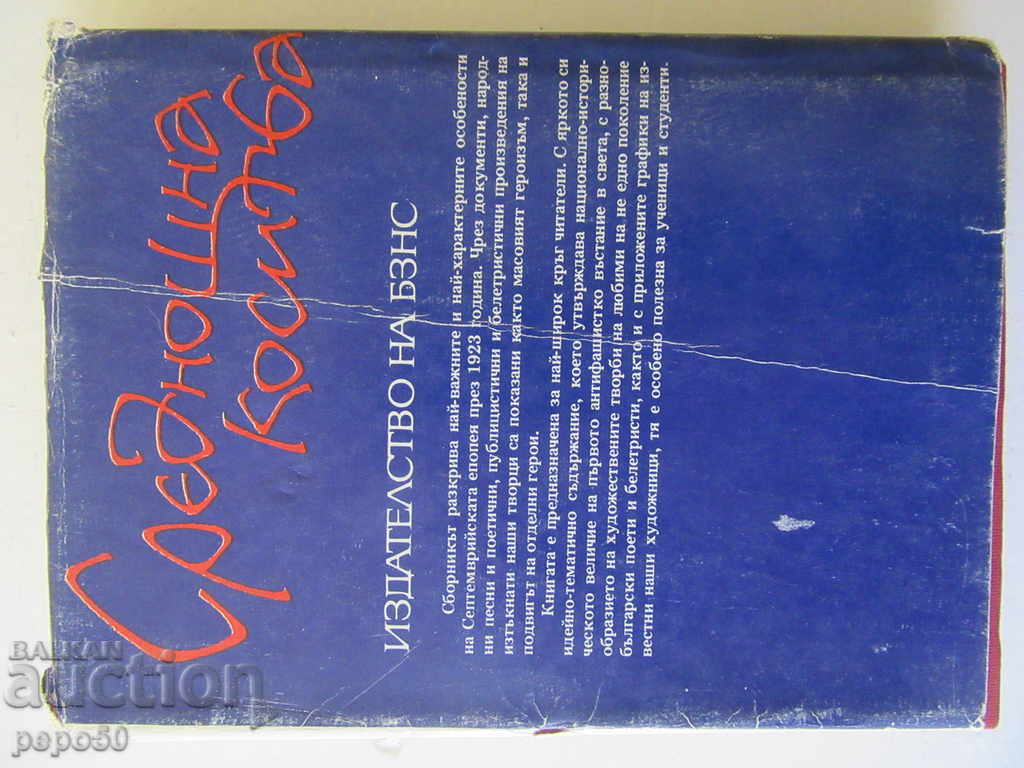 Среднощна
кошута
ИЗДАТЕЛСТВО НА БЗНС
Сборникът разкрива най-важните и най-характерните особености
на Септемврийската епопея през 1923 година. Чрез документи, народ-
ни песни и поетични, публицистични и белетристични произведения на
изтъкнати наши творци са показани както масовият героизъм, така и
подвигът на отделни герои.
Книгата е предназначена за най-широк кръг читатели. С яркото си
идейно-тематично съдържание, което утвърждава национално-истори-
ческото величие на първото антифашистко въстание в света, с разно-
образието на художествените творби на любими на не едно поколение
български поети и белетристи, както и с приложените графики на из-
вестни наши художници, тя е особено полезна за ученици и студенти.
BALKAN
auction
pepo50